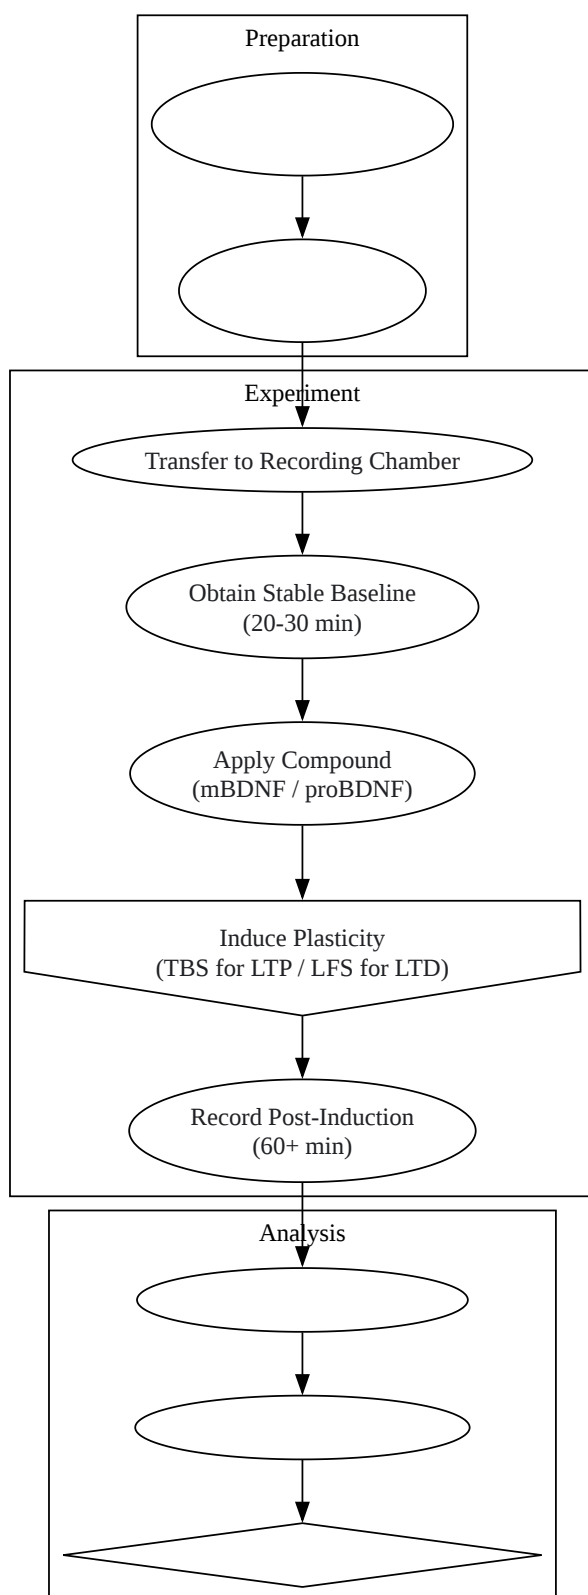 Preparation
Experiment
Transfer to Recording Chamber
Obtain Stable Baseline
(20-30 min)
Apply Compound
(mBDNF / proBDNF)
Induce Plasticity
(TBS for LTP / LFS for LTD)
Record Post-Induction
(60+ min)
Analysis